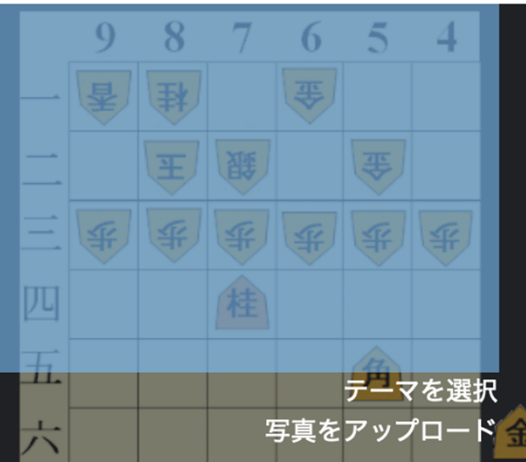 9 8 7 6 5 4
一 香 桂 金
二 玉 銀 金
三 歩 歩 歩 歩 歩 歩
四 桂
五 角
テーマを選択
写真をアップロード
六 金